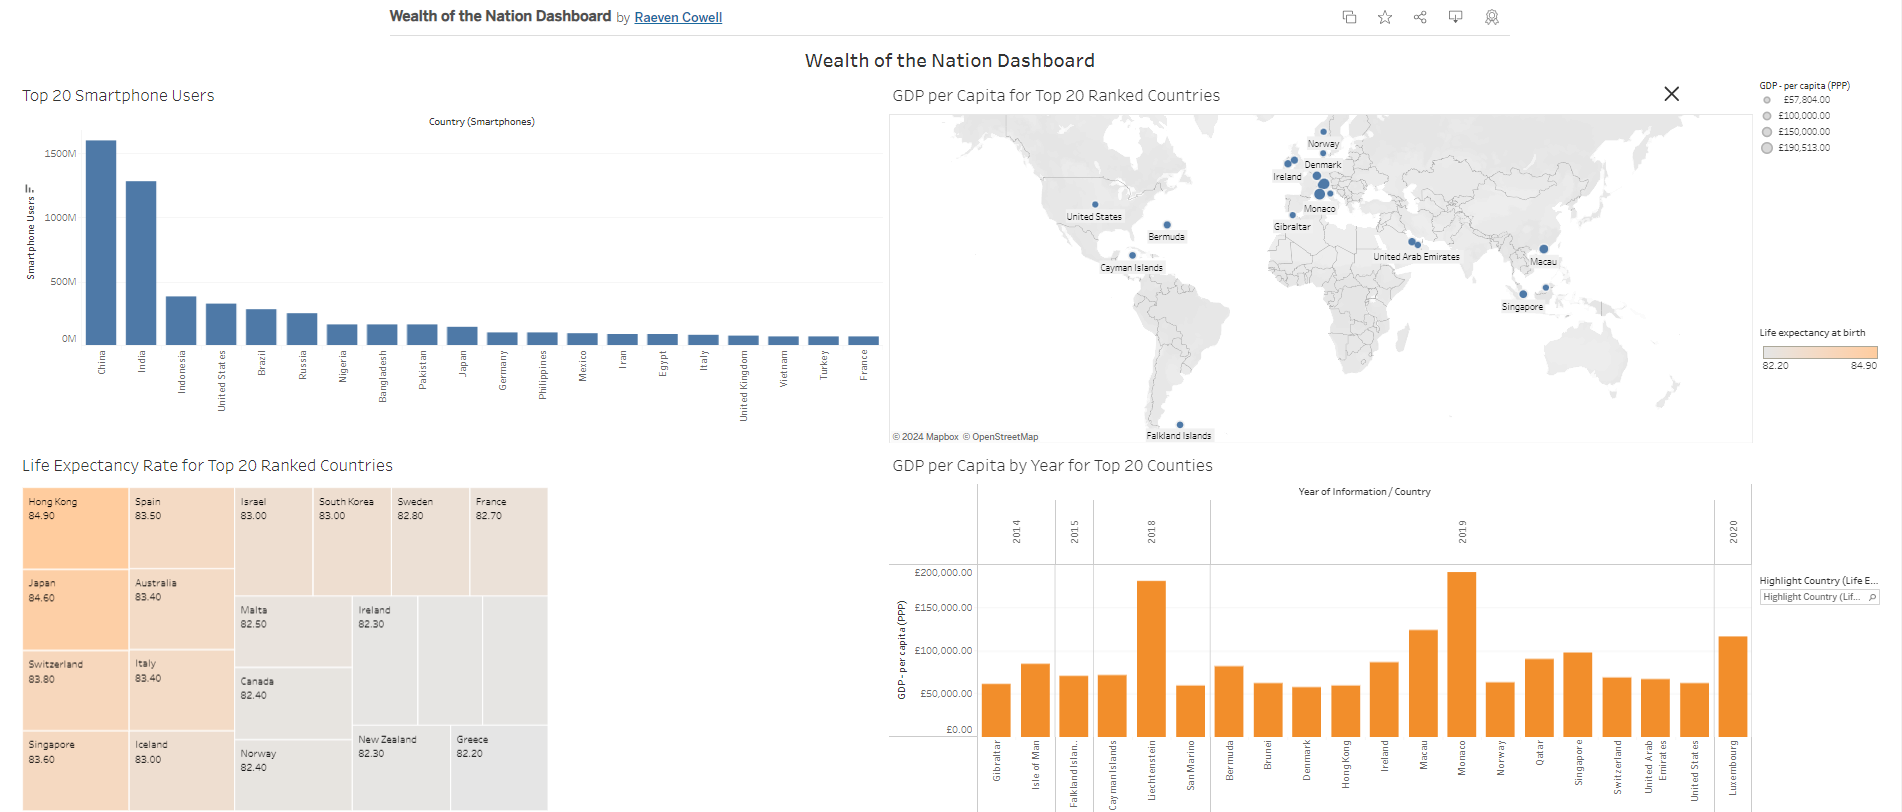 Wealth of the Nation Dashboard by Raeven Cowell
Wealth of the Nation Dashboard
Top 20 Smartphone Users
Country (Smartphones)
Smartphone Users
1500M
1000M
500M
0M
China
India
Indonesia
United States
Brazil
Russia
Nigeria
Bangladesh
Pakistan
Japan
Germany
Philippines
Mexico
Iran
Egypt
Italy
United Kingdom
Vietnam
Turkey
France
GDP per Capita for Top 20 Ranked Countries
Norway
Denmark
Ireland
Monaco
Gibraltar
United States
Bermuda
Cayman Islands
United Arab Emirates
Macau
Singapore
Falkland Islands
© 2024 Mapbox © OpenStreetMap
GDP - per capita (PPP)
£57,804.00
£100,000.00
£150,000.00
£190,513.00
Life expectancy at birth
82.20 84.90
Life Expectancy Rate for Top 20 Ranked Countries
Hong Kong
84.90
Japan
84.60
Switzerland
83.80
Singapore
83.60
Spain
83.50
Australia
83.40
Italy
83.40
Iceland
83.00
Israel
83.00
South Korea
83.00
Sweden
82.80
France
82.70
Malta
82.50
Canada
82.40
Norway
82.40
Ireland
82.30
New Zealand
82.30
Greece
82.20
GDP per Capita by Year for Top 20 Counties
Year of Information / Country
2014
2015
2018
2019
2020
GDP - per capita (PPP)
£200,000.00
£150,000.00
£100,000.00
£50,000.00
£0.00
Gibraltar
Isle of Man
Falkland Islan..
Cayman Islands
Liechtenstein
San Marino
Bermuda
Brunei
Denmark
Hong Kong
Ireland
Macau
Monaco
Norway
Qatar
Singapore
Switzerland
United Arab
Emirates
United States
Luxembourg
Highlight Country (Life E...
Highlight Country (Lif...